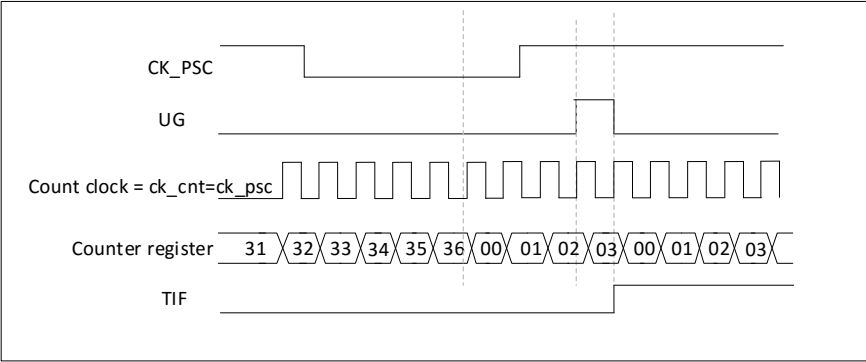 CK_PSC
UG
Count clock = ck_cnt=ck_psc
Counter register 31 32 33 34 35 36 00 01 02 03 00 01 02 03
TIF